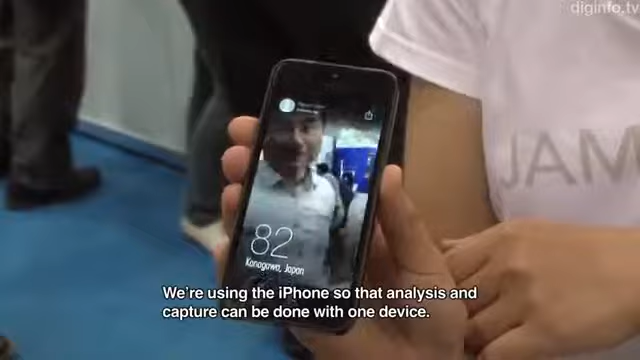 diginfo.tv
JAM
82
Kanagawa, Japan
We're using the iPhone so that analysis and
capture can be done with one device.